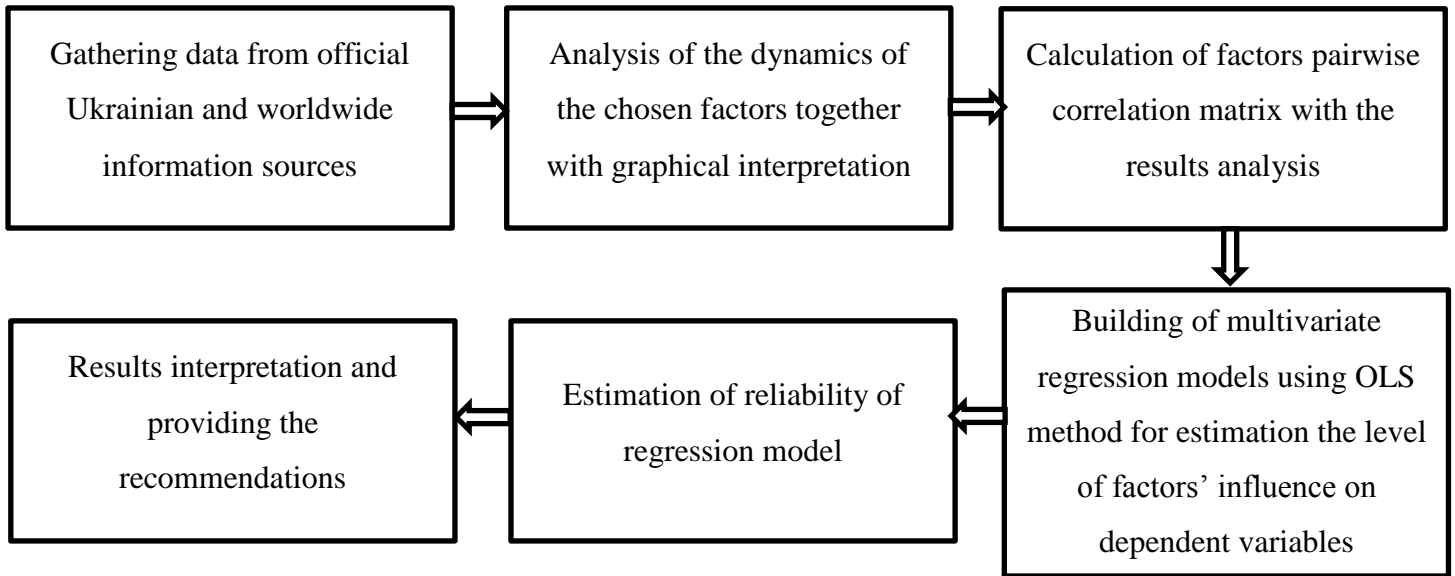 Gathering data from official
Ukrainian and worldwide
information sources
Analysis of the dynamics of
the chosen factors together
with graphical interpretation
Calculation of factors pairwise
correlation matrix with the
results analysis
Building of multivariate
regression models using OLS
method for estimation the level
of factors’ influence on
dependent variables
Estimation of reliability of
regression model
Results interpretation and
providing the
recommendations